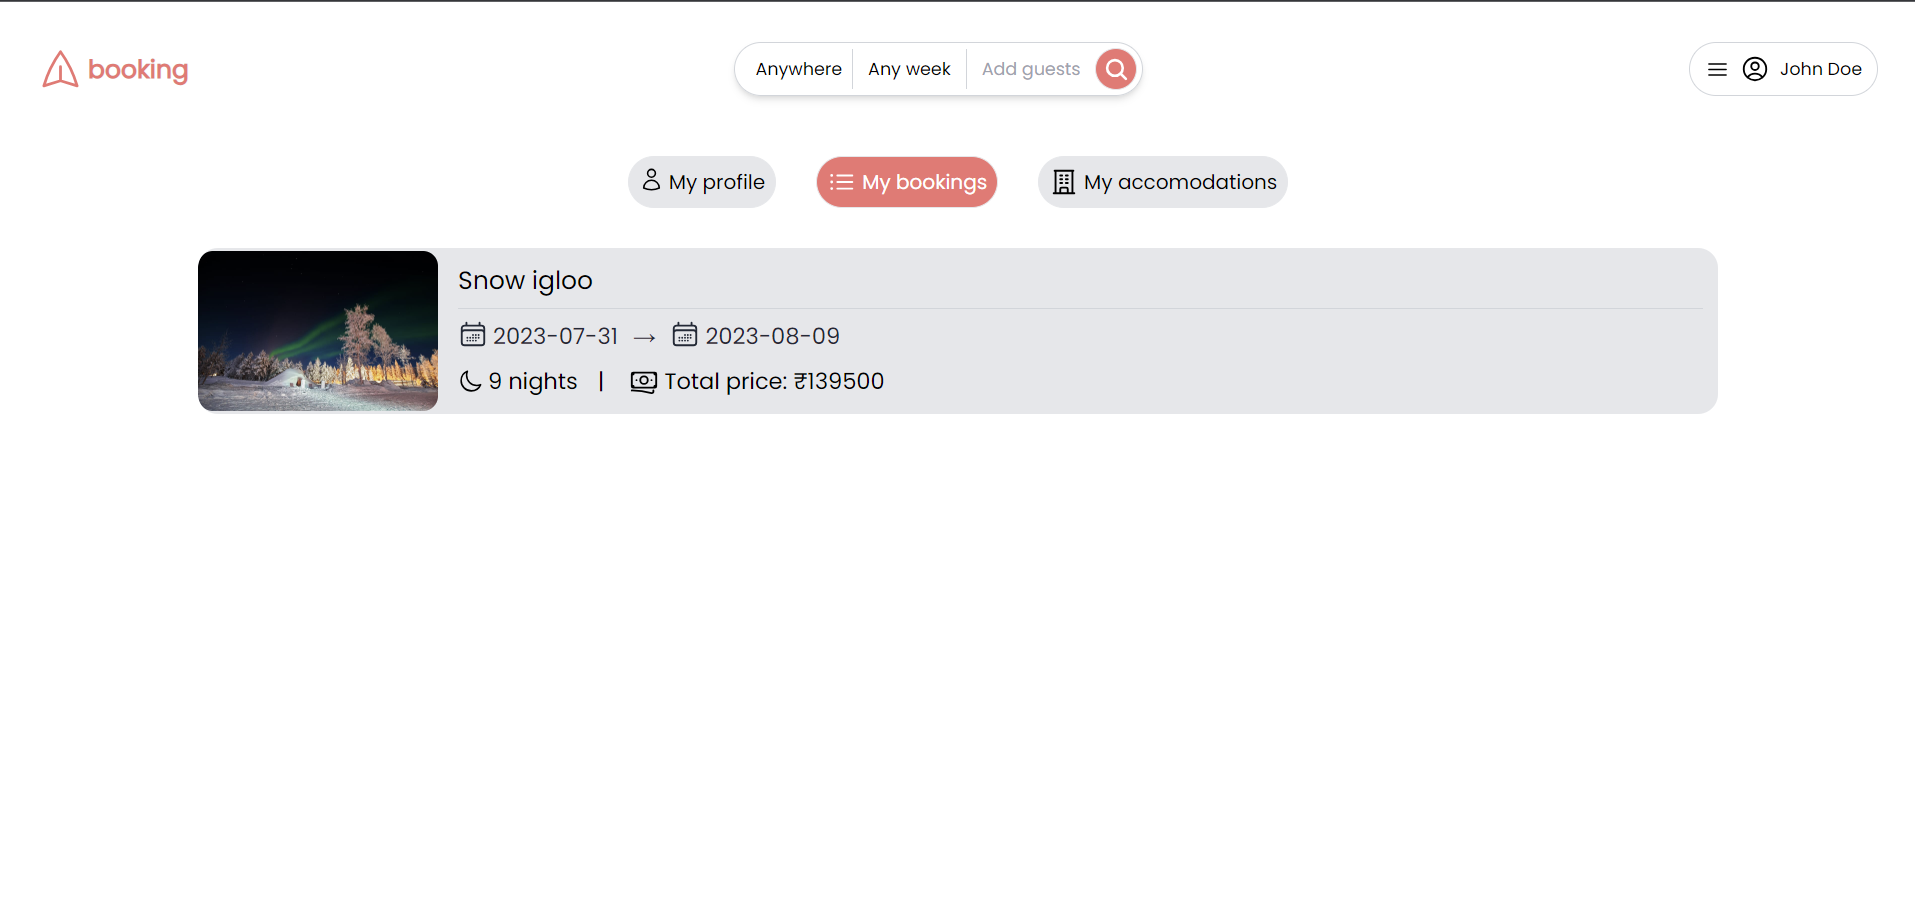 booking
Anywhere Any week Add guests
John Doe
My profile My bookings My accomodations
Snow igloo
2023-07-31 → 2023-08-09
9 nights | Total price: ₹139500